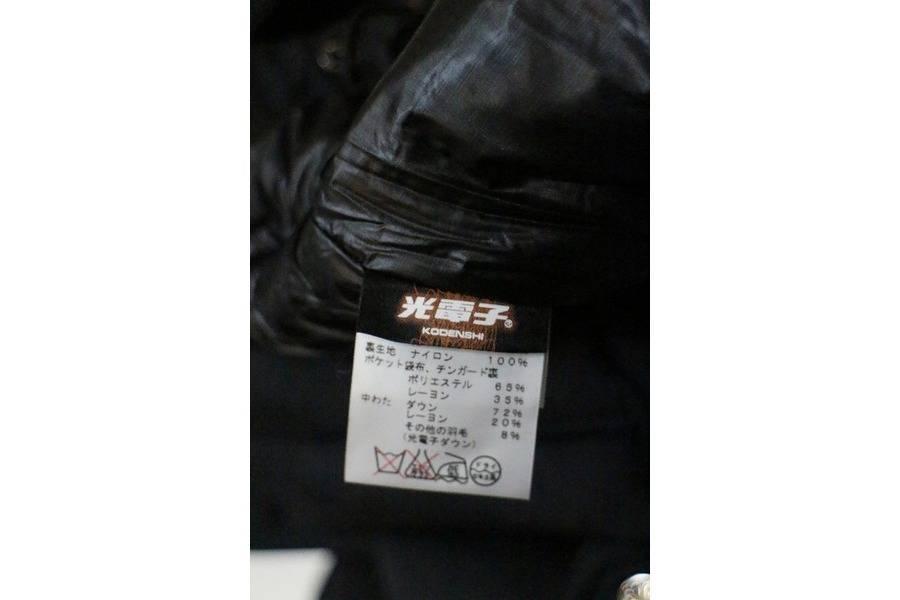 光電子®
KODENSHI
裏生地 ナイロン 100%
ポケット袋布、チンガード裏
ポリエステル 65%
レーヨン 35%
中わた ダウン 72%
レーヨン 20%
その他の羽毛 8%
(光電子ダウン)
ドライ